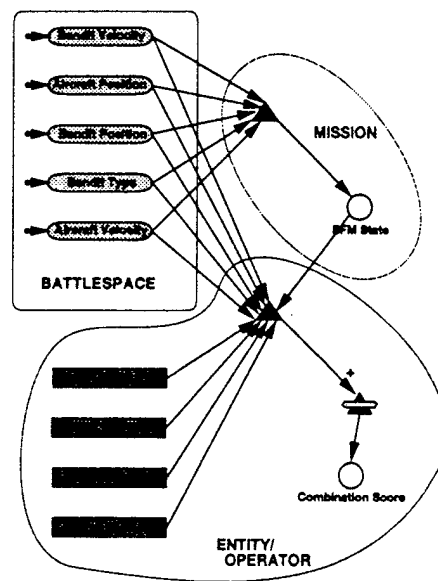 Bandit Velocity
Aircraft Position
Bandit Position
Bandit Type
Aircraft Velocity
BATTLESPACE
MISSION
BFM State
+
Combination Score
ENTITY/
OPERATOR